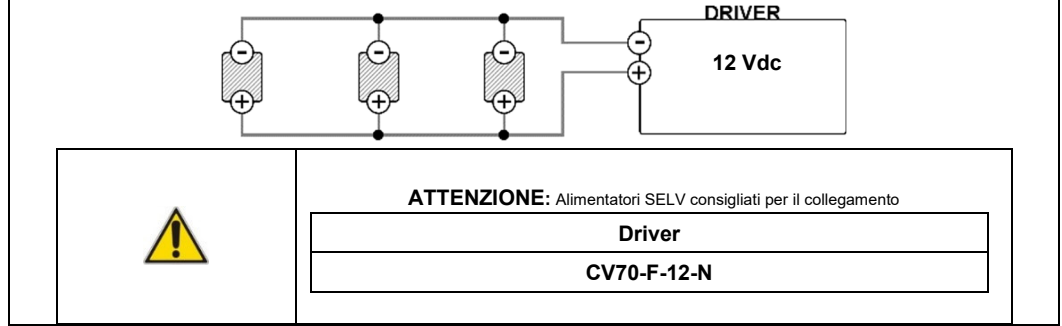 DRIVER
12 Vdc
- - - -
+ + + +
ATTENZIONE: Alimentatori SELV consigliati per il collegamento
Driver
CV70-F-12-N